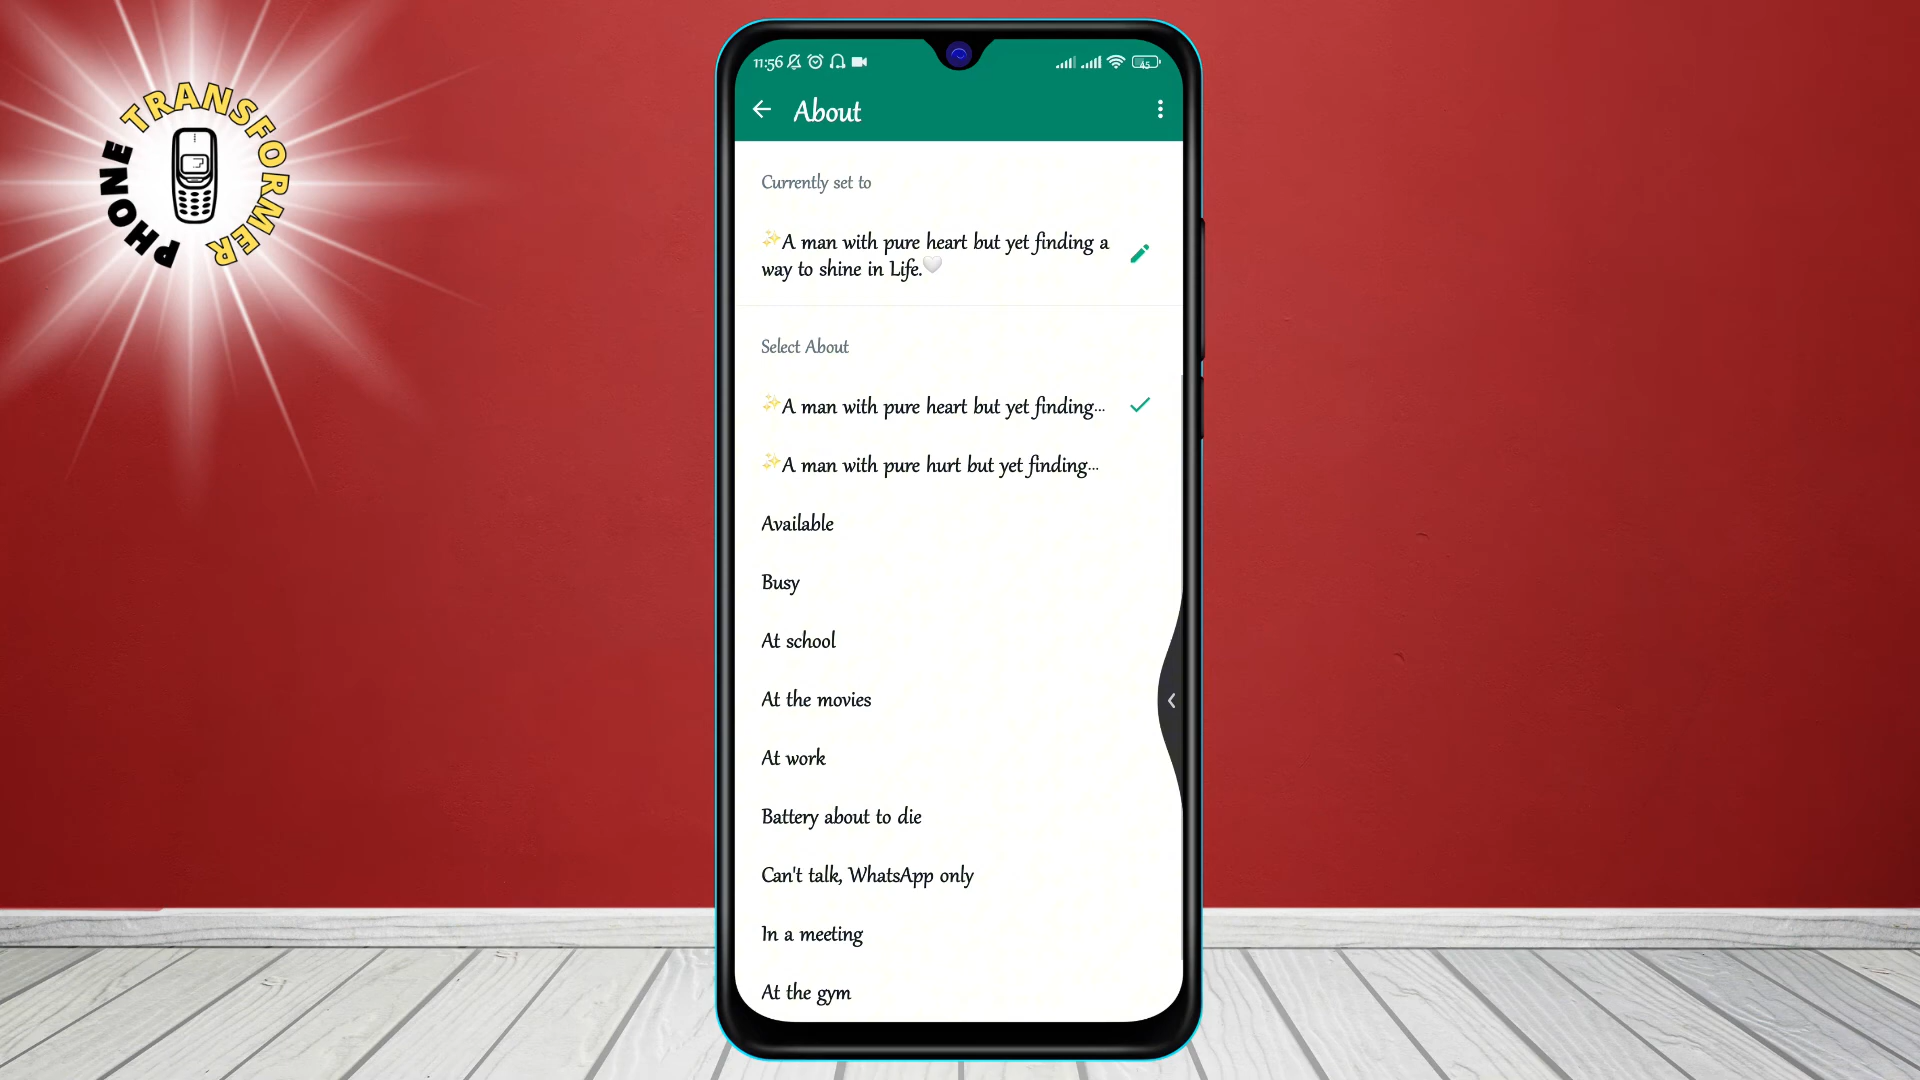 PHONE TRANSFORMER
11:56
45
About
Currently set to
✨A man with pure heart but yet finding a
way to shine in Life.🤍
Select About
✨A man with pure heart but yet finding...
✨A man with pure hurt but yet finding...
Available
Busy
At school
At the movies
At work
Battery about to die
Can't talk, WhatsApp only
In a meeting
At the gym